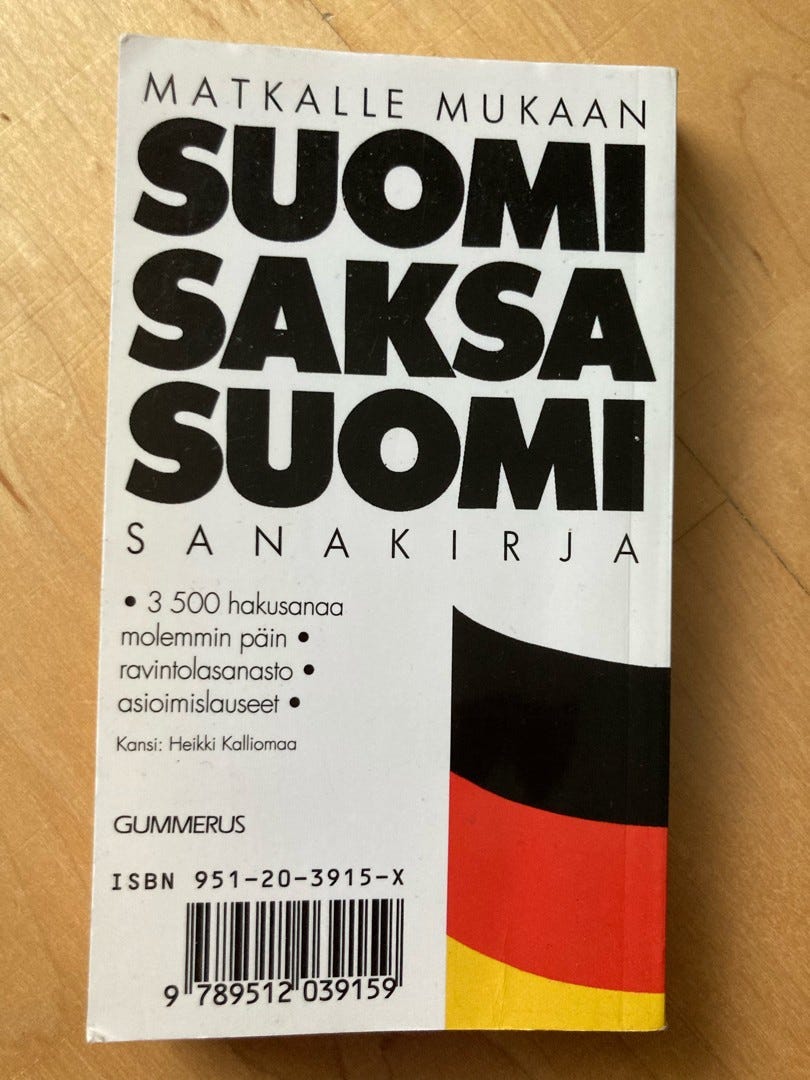 MATKALLE MUKAAN
SUOMI
SAKSA
SUOMI
SANAKIRJA
• 3 500 hakusanaa
molemmin päin •
ravintolasanasto •
asioimislauseet •
Kansi: Heikki Kalliomaa
GUMMERUS
ISBN 951-20-3915-X
9 789512 039159